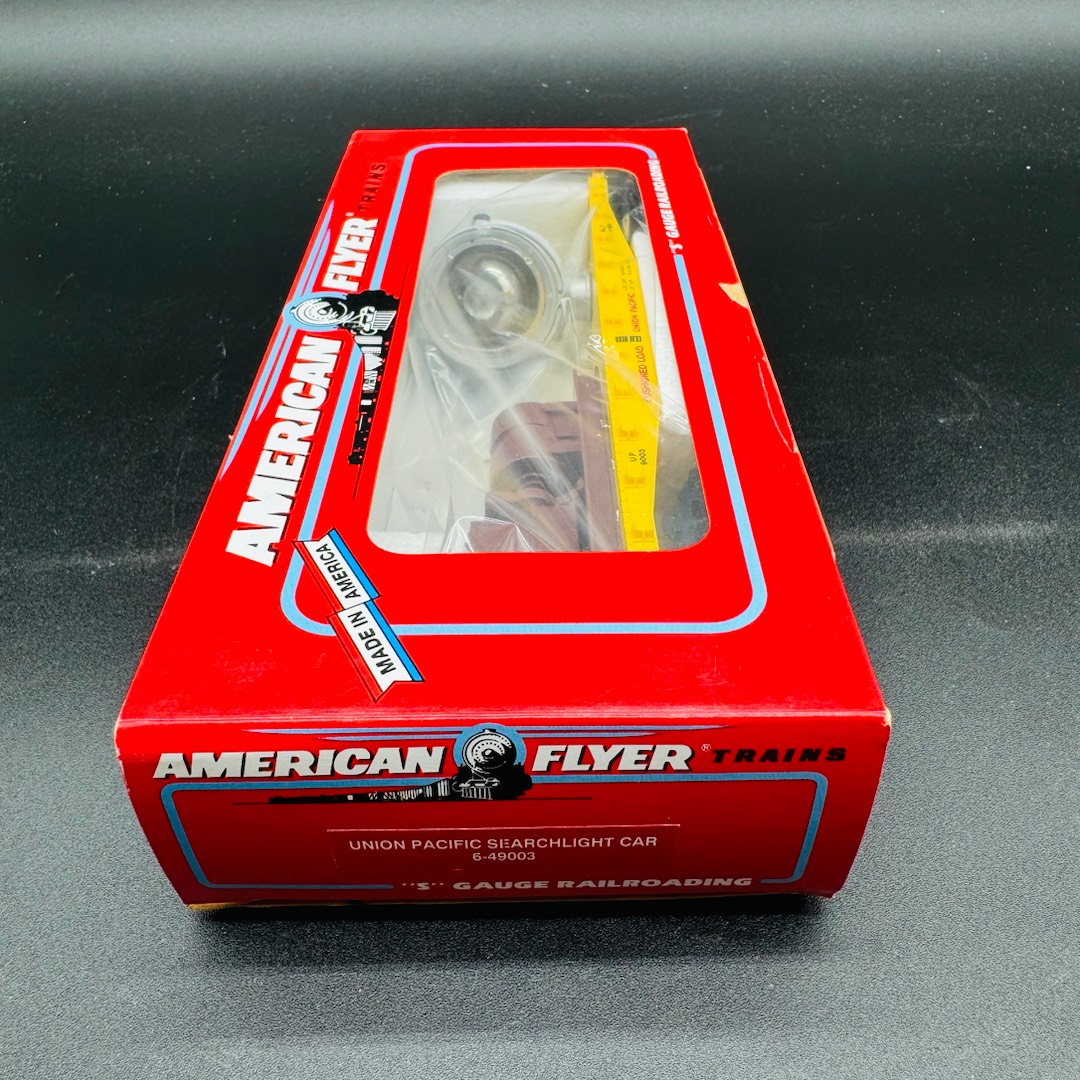 AMERICAN FLYER® TRAINS
"S" GAUGE RAILROADING
CUSHIONED LOAD UNION PACIFIC
UP
9003
MADE IN AMERICA
AMERICAN FLYER® TRAINS
UNION PACIFIC SEARCHLIGHT CAR
6-49003
"S" GAUGE RAILROADING